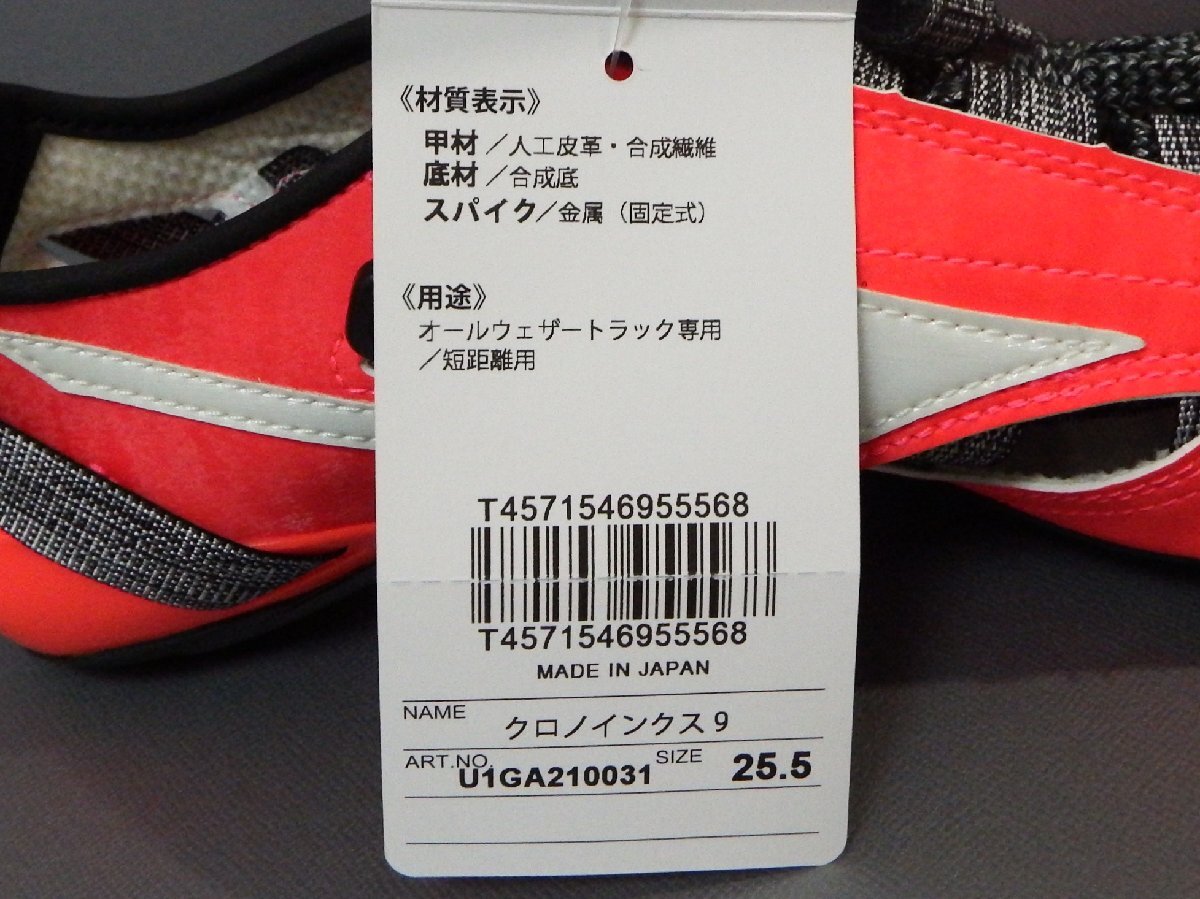 《材質表示》
甲材／人工皮革・合成繊維
底材／合成底
スパイク／金属（固定式）
《用途》
オールウェザートラック専用
／短距離用
T4571546955568
T4571546955568
MADE IN JAPAN
NAME クロノインクス9
ART.NO. U1GA210031 SIZE 25.5